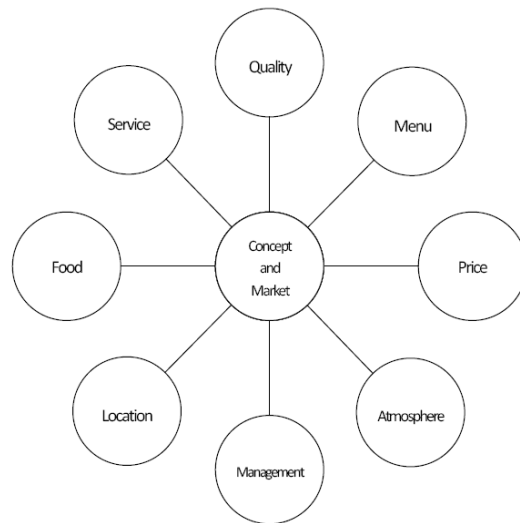 Quality
Service
Menu
Food
Concept
and
Market
Price
Location
Atmosphere
Management